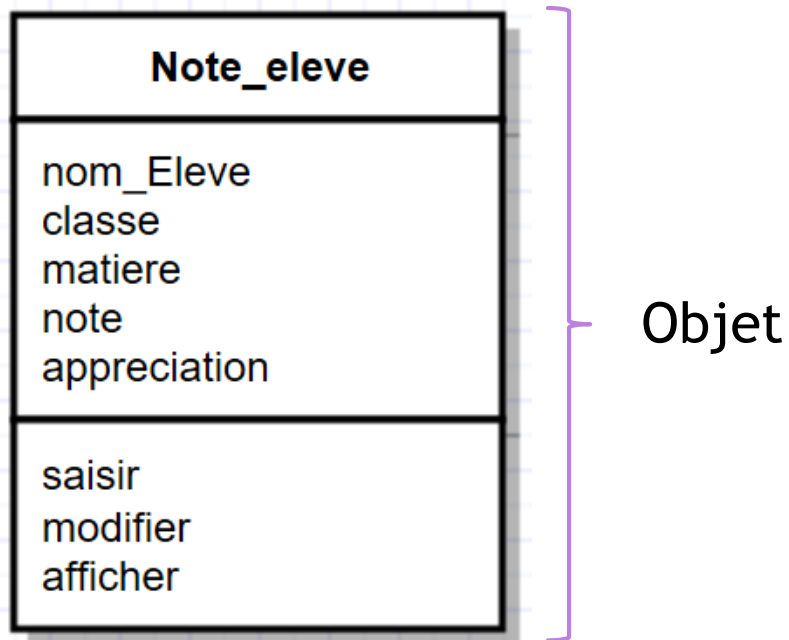 Note_eleve
nom_Eleve
classe
matiere
note
appreciation
saisir
modifier
afficher
Objet